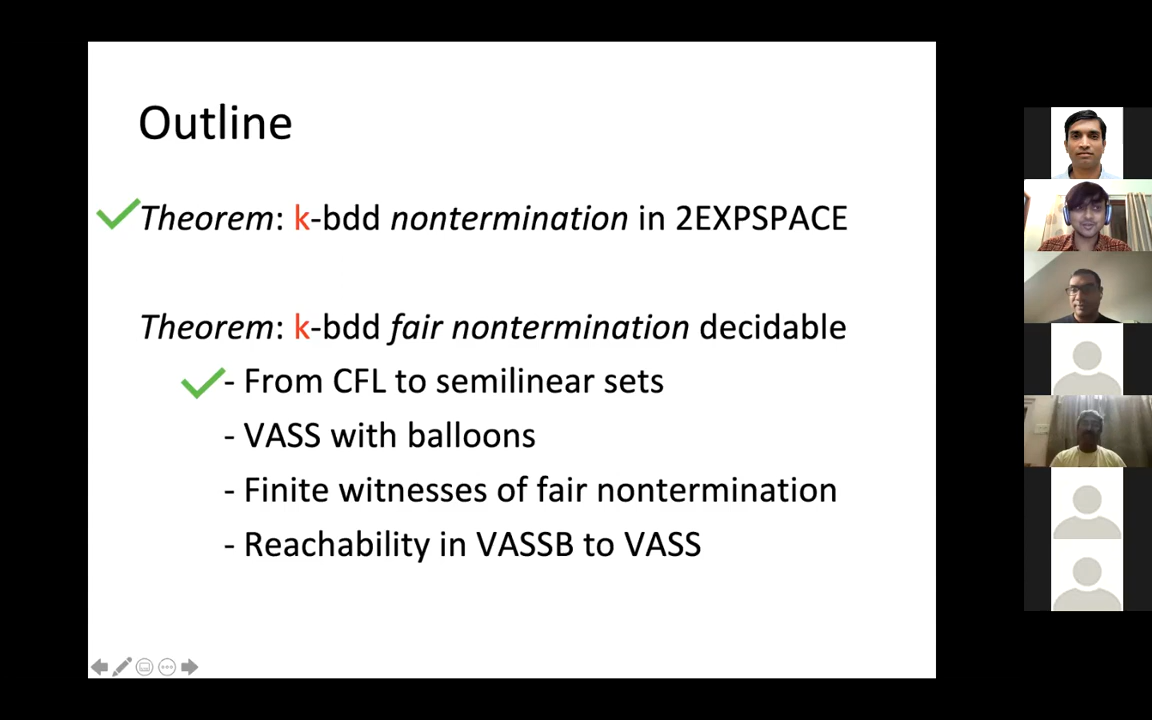 Outline
Theorem: k-bdd nontermination in 2EXPSPACE
Theorem: k-bdd fair nontermination decidable
- From CFL to semilinear sets
- VASS with balloons
- Finite witnesses of fair nontermination
- Reachability in VASSB to VASS